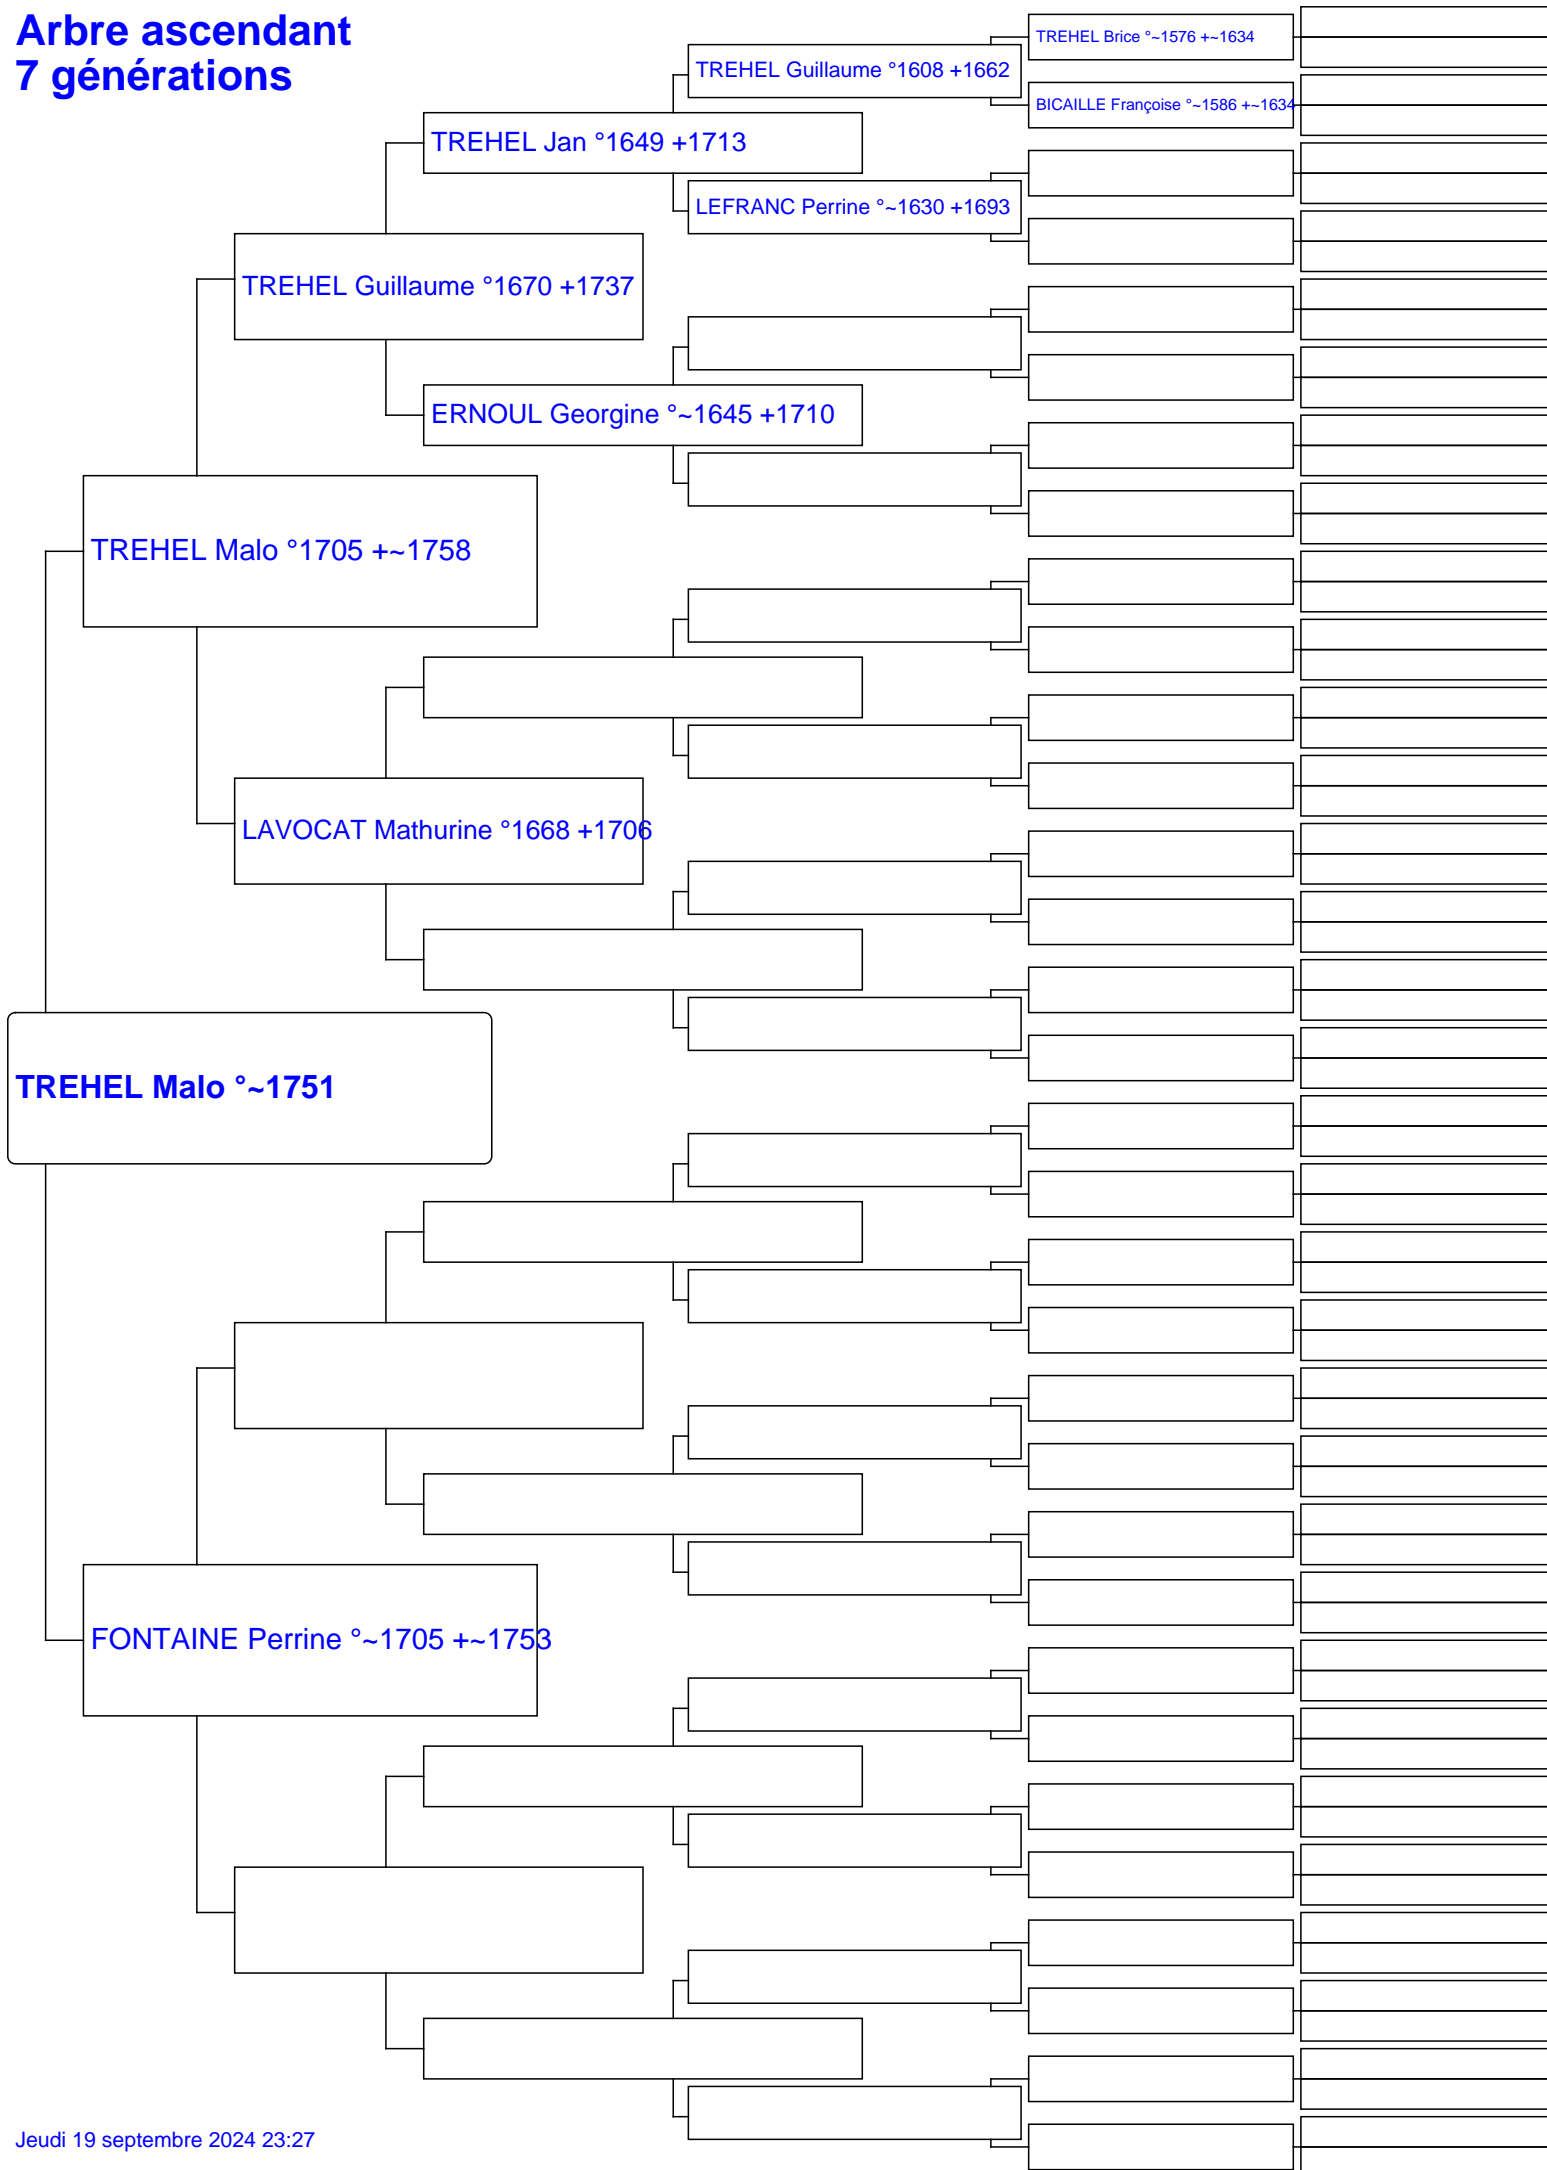 Arbre ascendant
7 générations
TREHEL Brice °~1576 +~1634
TREHEL Guillaume °1608 +1662
BICAILLE Françoise °~1586 +~1634
TREHEL Jan °1649 +1713
LEFRANC Perrine °~1630 +1693
TREHEL Guillaume °1670 +1737
ERNOUL Georgine °~1645 +1710
TREHEL Malo °1705 +~1758
LAVOCAT Mathurine °1668 +1706
TREHEL Malo °~1751
FONTAINE Perrine °~1705 +~1753
Jeudi 19 septembre 2024 23:27